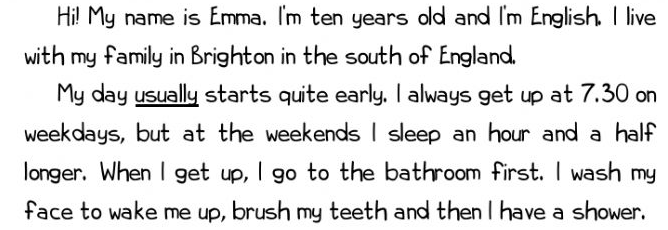 Hi! My name is Emma. I'm ten years old and I'm English. I live
with my family in Brighton in the south of England.
My day usually starts quite early. I always get up at 7.30 on
weekdays, but at the weekends I sleep an hour and a half
longer. When I get up, I go to the bathroom first. I wash my
face to wake me up, brush my teeth and then I have a shower.